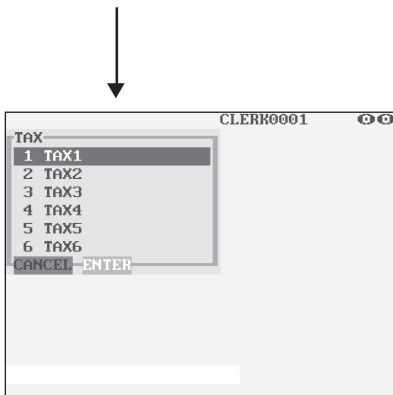 CLERK0001
TAX
1 TAX1
2 TAX2
3 TAX3
4 TAX4
5 TAX5
6 TAX6
CANCEL ENTER